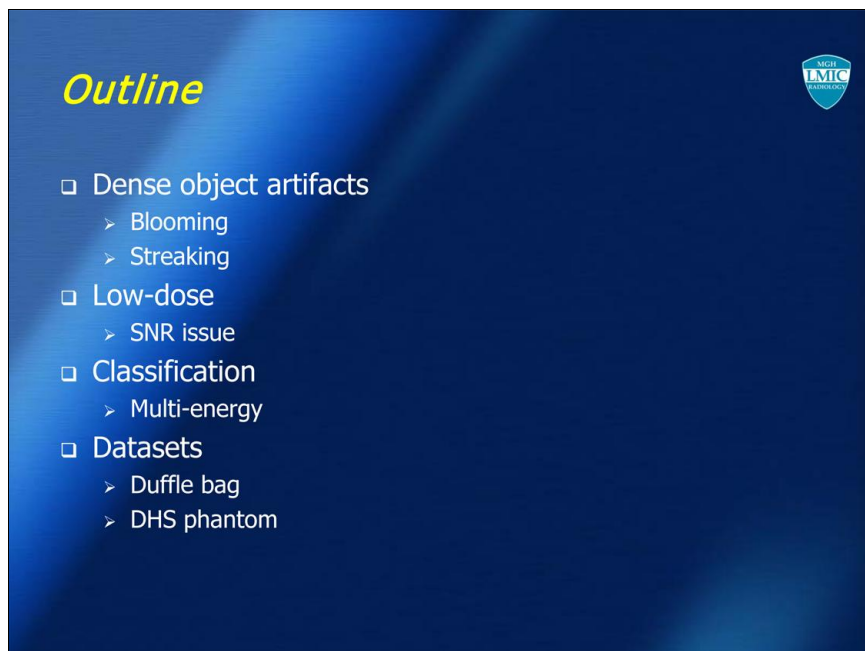 Outline
MGH
LMIC
RADIOLOGY
Dense object artifacts
Blooming
Streaking
Low-dose
SNR issue
Classification
Multi-energy
Datasets
Duffle bag
DHS phantom